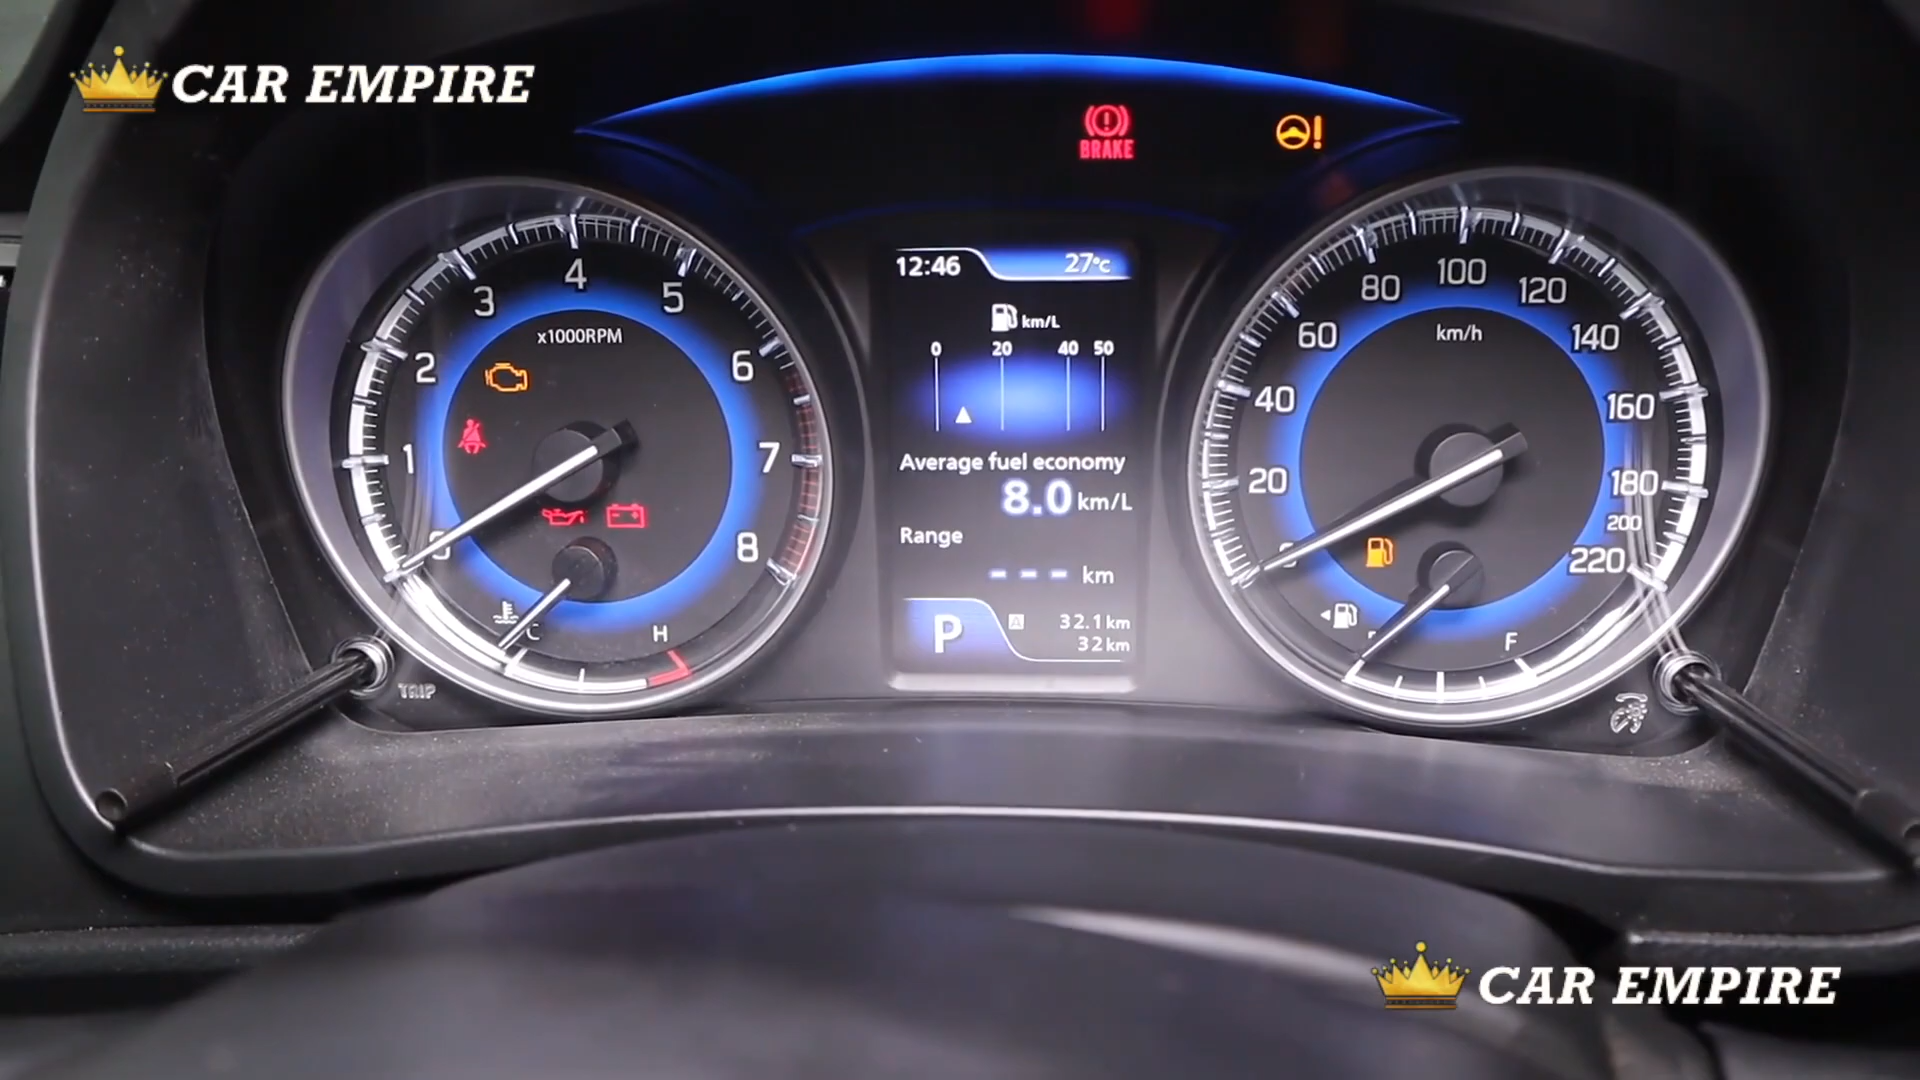 CAR EMPIRE
BRAKE
12:46 27°C
km/L
0 20 40 50
Average fuel economy
8.0 km/L
Range
--- km
P
A 32.1 km
32 km
0 1 2 3 4 5 6 7 8
x1000RPM
C H
TRIP
0 20 40 60 80 100 120 140 160 180 200 220
km/h
F
CAR EMPIRE